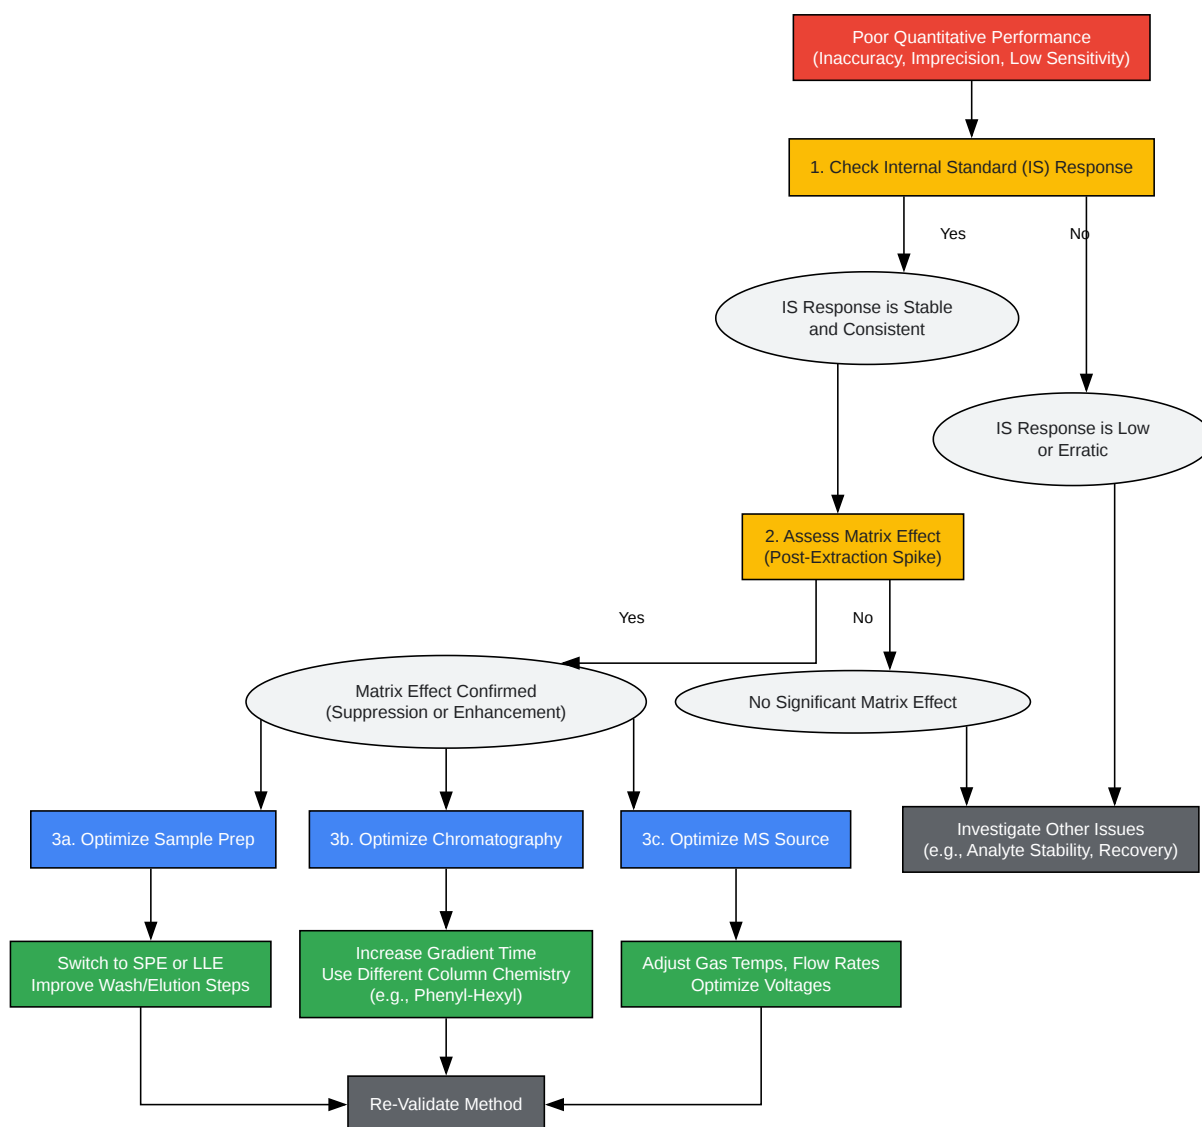 Poor Quantitative Performance
(Inaccuracy, Imprecision, Low Sensitivity)
1. Check Internal Standard (IS) Response
Yes
No
IS Response is Stable
and Consistent
IS Response is Low
or Erratic
2. Assess Matrix Effect
(Post-Extraction Spike)
Yes
No
Matrix Effect Confirmed
(Suppression or Enhancement)
No Significant Matrix Effect
3a. Optimize Sample Prep
3b. Optimize Chromatography
3c. Optimize MS Source
Investigate Other Issues
(e.g., Analyte Stability, Recovery)
Switch to SPE or LLE
Improve Wash/Elution Steps
Increase Gradient Time
Use Different Column Chemistry
(e.g., Phenyl-Hexyl)
Adjust Gas Temps, Flow Rates
Optimize Voltages
Re-Validate Method